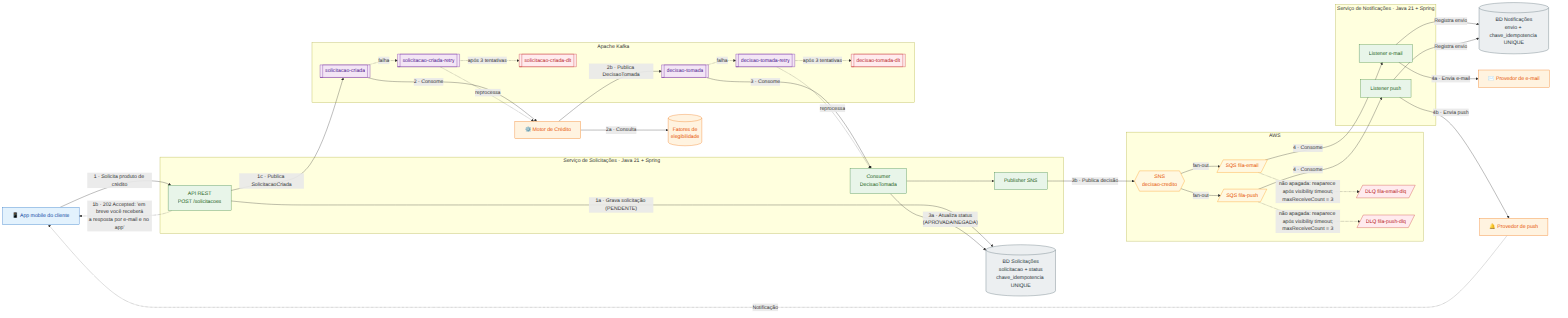 Serviço de Notificações - Java 21 + Spring
BD Notificações
envio +
chave_idempotencia
UNIQUE
Registra envio
Registra envio
Listener e-mail
Listener push
4a - Envia e-mail
📨 Provedor de e-mail
4b - Envia push
Apache Kafka
solicitacao-criada
falha
solicitacao-criada-retry
após 3 tentativas
solicitacao-criada-dlt
2b - Publica
DecisaoTomada
decisao-tomada
falha
decisao-tomada-retry
após 3 tentativas
decisao-tomada-dlt
2 - Consome
3 - Consome
reprocessa
reprocessa
⚙️ Motor de Crédito
2a - Consulta
Fatores de
elegibilidade
AWS
SNS
decisao-credito
fan-out
SQS fila-email
fan-out
SQS fila-push
4 - Consome
4 - Consome
não apagada: reaparece
após visibility timeout;
maxReceiveCount = 3
DLQ fila-email-dlq
não apagada: reaparece
após visibility timeout;
maxReceiveCount = 3
DLQ fila-push-dlq
Serviço de Solicitações - Java 21 + Spring
1 - Solicita produto de
crédito
1c - Publica
SolicitacaoCriada
API REST
POST /solicitacoes
📱 App mobile do cliente
1b - 202 Accepted: 'em
breve você receberá
a resposta por e-mail e no
app'
1a - Grava solicitação
(PENDENTE)
Consumer
DecisaoTomada
Publisher SNS
3b - Publica decisão
3a - Atualiza status
(APROVADA/NEGADA)
BD Solicitações
solicitacao + status
chave_idempotencia
UNIQUE
🔔 Provedor de push
Notificação